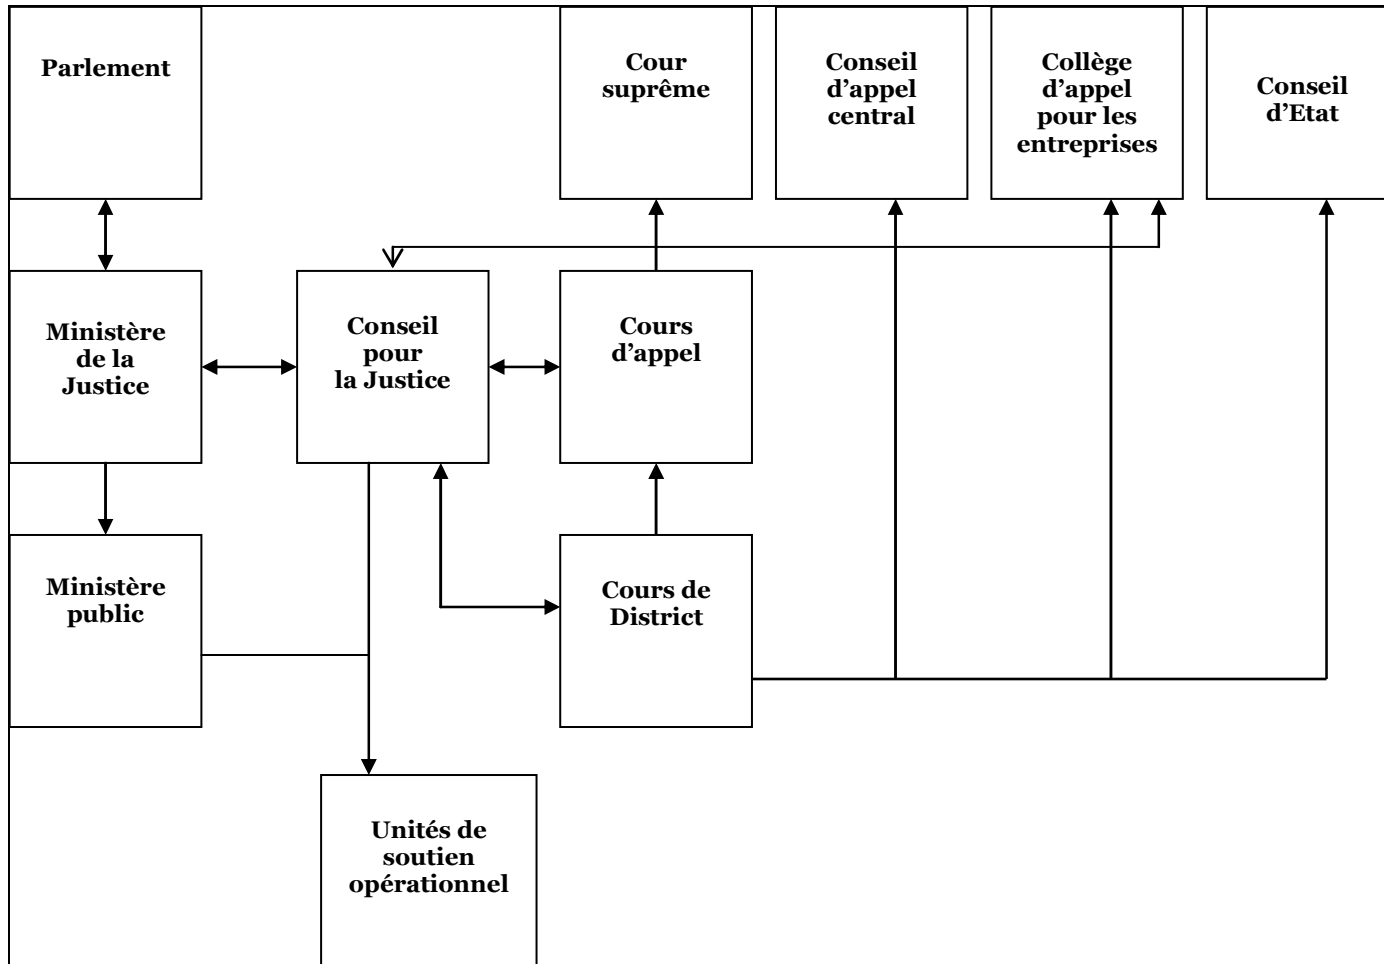 Parlement
Cour
suprême
Conseil
d’appel
central
Collège
d’appel
pour les
entreprises
Conseil
d’Etat
Ministère
de la
Justice
Conseil
pour
la Justice
Cours
d’appel
Ministère
public
Cours de
District
Unités de
soutien
opérationnel